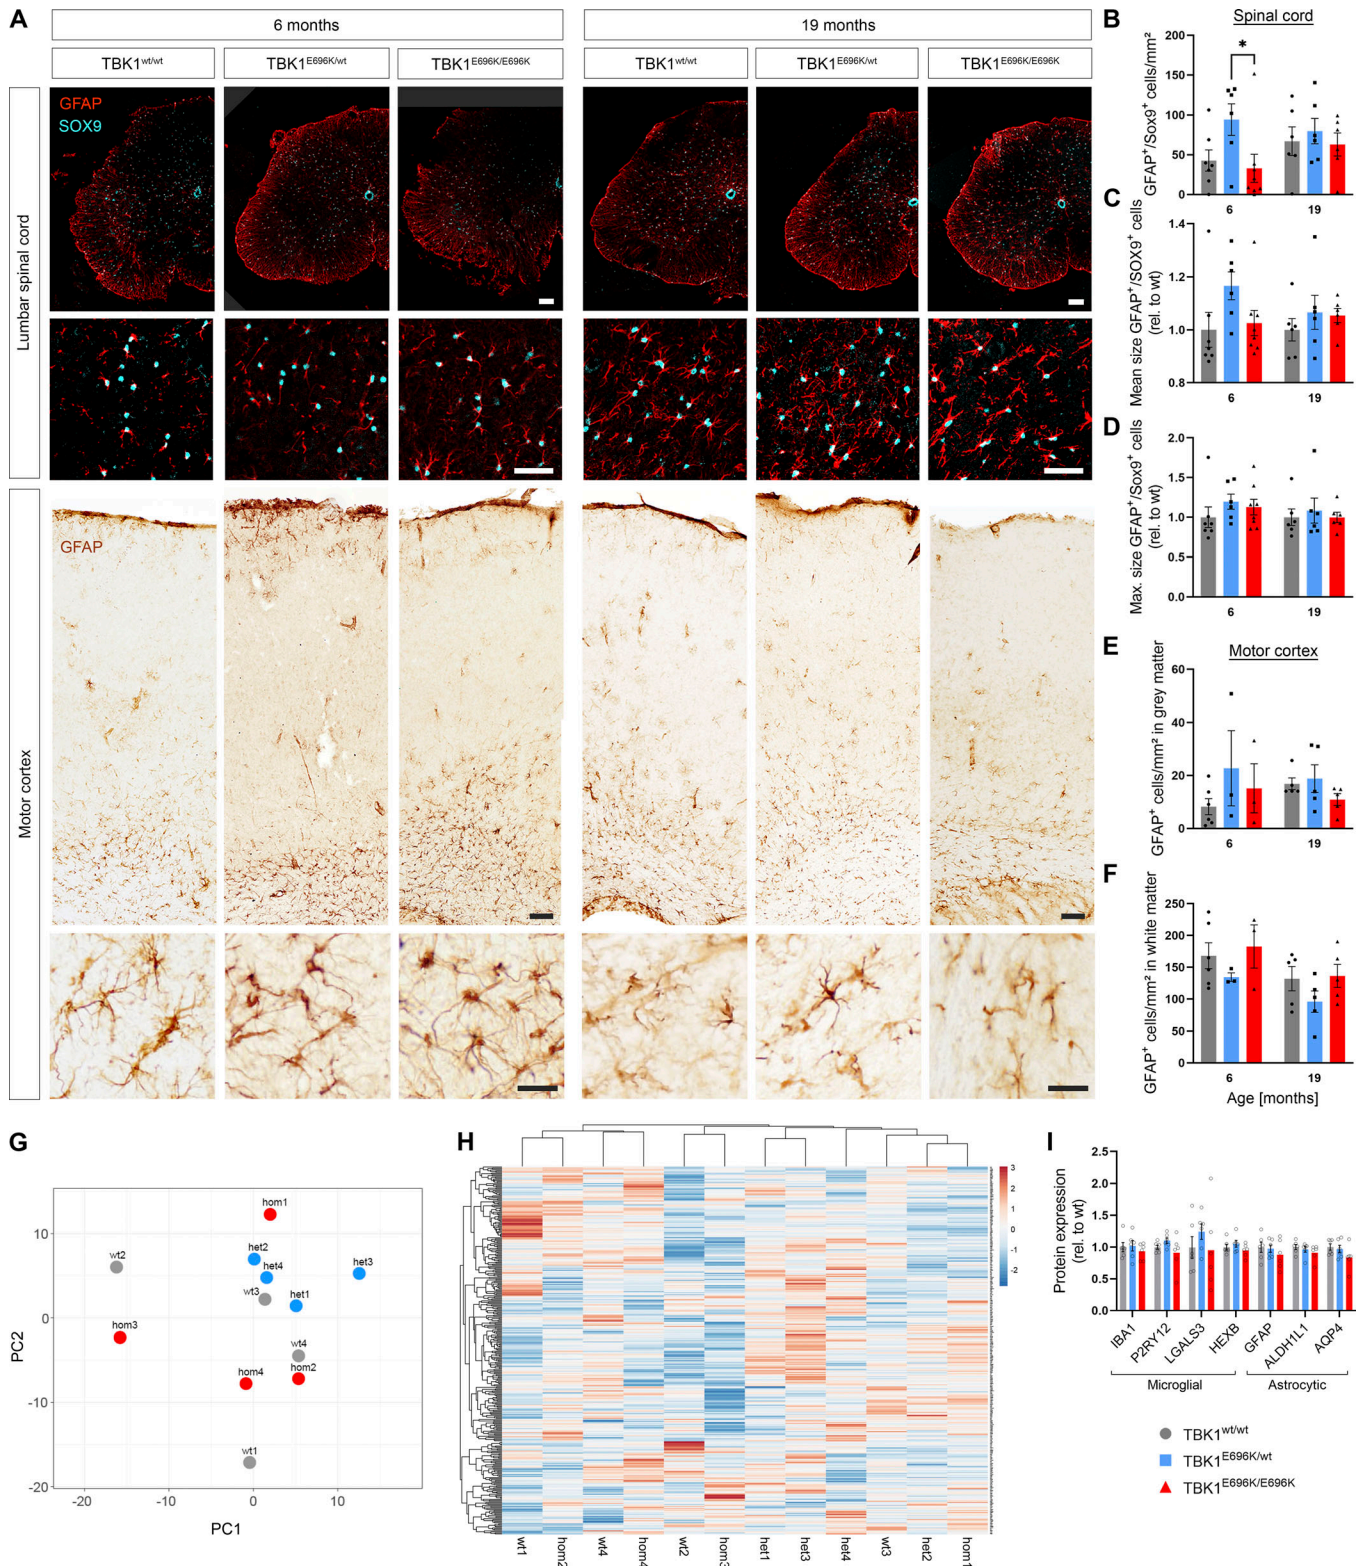 A
6 months
19 months
TBK1wt/wt
TBK1E696K/wt
TBK1E696K/E696K
TBK1wt/wt
TBK1E696K/wt
TBK1E696K/E696K
Lumbar spinal cord
GFAP
SOX9
Motor cortex
GFAP
B
Spinal cord
GFAP+/Sox9+ cells/mm²
200
150
100
50
0
*
6
19
C
Mean size GFAP+/SOX9+ cells
(rel. to wt)
1.4
1.2
1.0
0.8
6
19
D
Max. size GFAP+/Sox9+ cells
(rel. to wt)
2.0
1.5
1.0
0.5
0.0
6
19
E
Motor cortex
GFAP+ cells/mm² in grey matter
60
40
20
0
6
19
F
GFAP+ cells/mm² in white matter
250
200
150
100
50
0
6
19
Age [months]
G
PC2
10
0
-10
-20
hom1
wt2
het2
het4
het3
wt3
het1
hom3
wt4
hom2
hom4
wt1
-20
-10
0
10
PC1
H
3
2
1
0
-1
-2
wt1
hom2
wt4
hom4
wt2
hom3
het1
het3
het4
wt3
het2
hom1
I
Protein expression
(rel. to wt)
2.5
2.0
1.5
1.0
0.5
0.0
IBA1
P2RY12
LGALS3
HEXB
GFAP
ALDH1L1
AQP4
Microglial
Astrocytic
TBK1wt/wt
TBK1E696K/wt
TBK1E696K/E696K